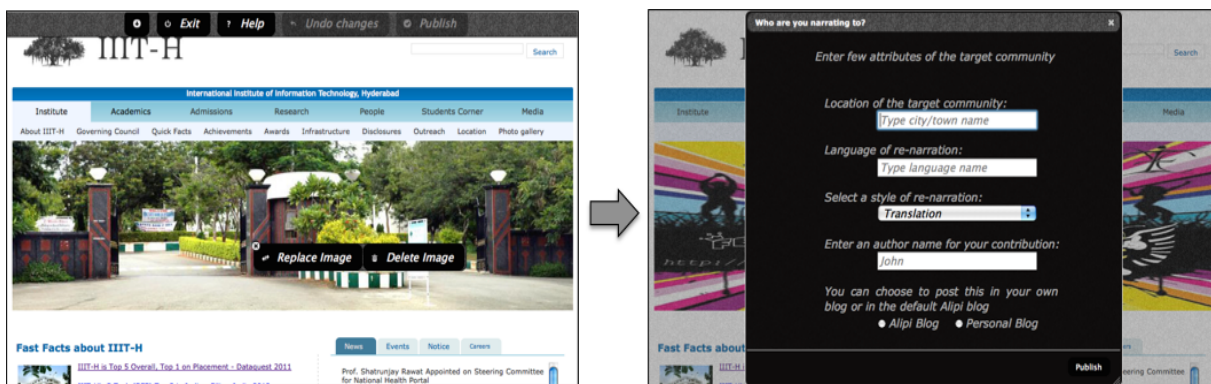 Exit ? Help Undo changes Publish
IIIT-H
Search
International Institute of Information Technology, Hyderabad
Institute Academics Admissions Research People Students Corner Media
About IIIT-H Governing Council Quick Facts Achievements Awards Infrastructure Disclosures Outreach Location Photo gallery
Replace Image Delete Image
Fast Facts about IIIT-H
News Events Notice Careers
IIIT-H is Top 5 Overall, Top 1 on Placement - Dataquest 2011
Prof. Shatrunjay Rawat Appointed on Steering Committee
for National Health Portal
Who are you narrating to? x
Enter few attributes of the target community
Location of the target community:
Type city/town name
Language of re-narration:
Type language name
Select a style of re-narration:
Translation
Enter an author name for your contribution:
John
You can choose to post this in your own
blog or in the default Alipi blog
Alipi Blog Personal Blog
Publish
Search
Institute Media
http://
Fast Facts about
IIIT-H
eering Committee